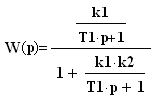 W(p)=
k1
T1·p+1
1 +
k1·k2
T1·p + 1